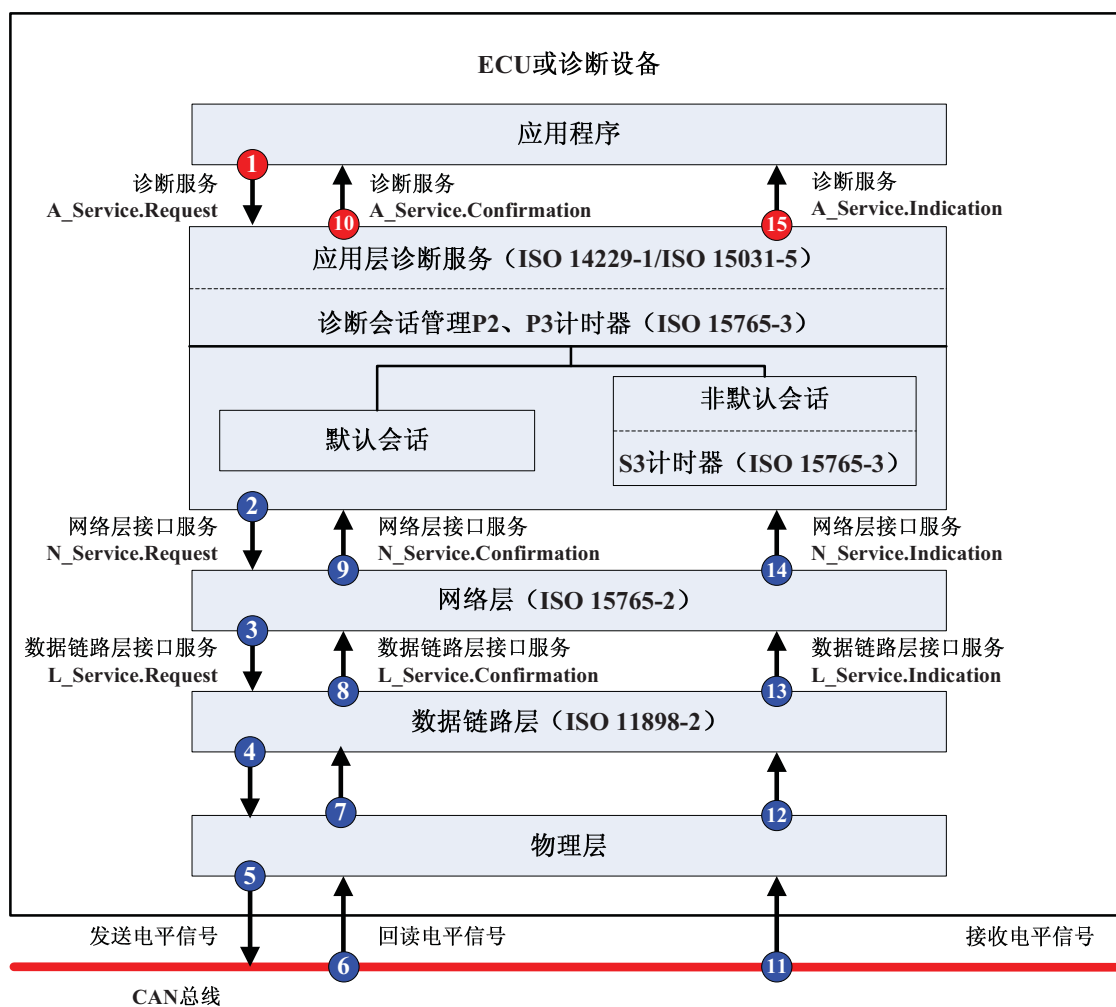 ECU或诊断设备
应用程序
1
诊断服务
A_Service.Request
诊断服务
A_Service.Confirmation
诊断服务
A_Service.Indication
10
15
应用层诊断服务（ISO 14229-1/ISO 15031-5）
诊断会话管理P2、P3计时器（ISO 15765-3）
默认会话
非默认会话
S3计时器（ISO 15765-3）
2
网络层接口服务
N_Service.Request
网络层接口服务
N_Service.Confirmation
网络层接口服务
N_Service.Indication
9
14
网络层（ISO 15765-2）
3
数据链路层接口服务
L_Service.Request
数据链路层接口服务
L_Service.Confirmation
数据链路层接口服务
L_Service.Indication
8
13
数据链路层（ISO 11898-2）
4
7
12
物理层
5
发送电平信号
回读电平信号
接收电平信号
6
11
CAN总线